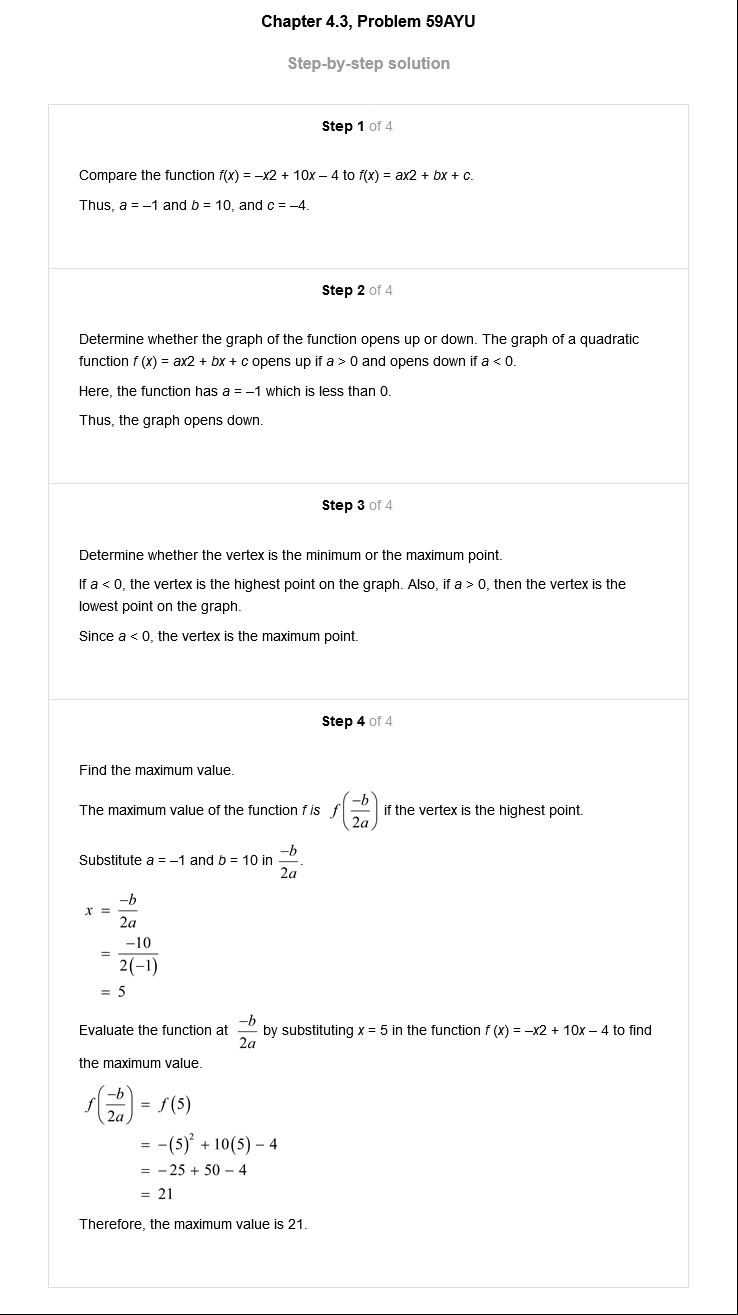 Chapter 4.3, Problem 59AYU
Step-by-step solution
Step 1 of 4
Compare the function f(x) = –x2 + 10x – 4 to f(x) = ax2 + bx + c.
Thus, a = –1 and b = 10, and c = –4.
Step 2 of 4
Determine whether the graph of the function opens up or down. The graph of a quadratic
function f (x) = ax2 + bx + c opens up if a > 0 and opens down if a < 0.
Here, the function has a = –1 which is less than 0.
Thus, the graph opens down.
Step 3 of 4
Determine whether the vertex is the minimum or the maximum point.
If a < 0, the vertex is the highest point on the graph. Also, if a > 0, then the vertex is the
lowest point on the graph.
Since a < 0, the vertex is the maximum point.
Step 4 of 4
Find the maximum value.
The maximum value of the function f is f(−b/2a) if the vertex is the highest point.
Substitute a = –1 and b = 10 in −b/2a.
x = −b/2a
= −10/2(−1)
= 5
Evaluate the function at −b/2a by substituting x = 5 in the function f (x) = –x2 + 10x – 4 to find
the maximum value.
f(−b/2a) = f(5)
= −(5)² + 10(5) − 4
= −25 + 50 − 4
= 21
Therefore, the maximum value is 21.